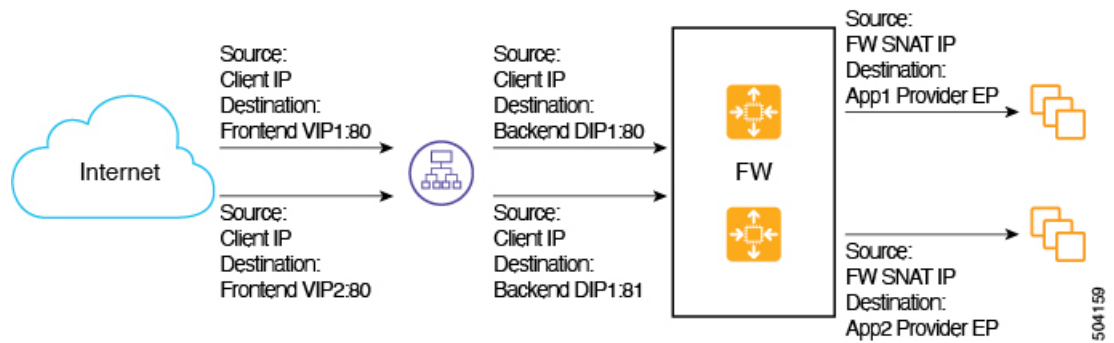 Internet
Source:
Client IP
Destination:
Frontend VIP1:80
Source:
Client IP
Destination:
Frontend VIP2:80
Source:
Client IP
Destination:
Backend DIP1:80
Source:
Client IP
Destination:
Backend DIP1:81
FW
Source:
FW SNAT IP
Destination:
App1 Provider EP
Source:
FW SNAT IP
Destination:
App2 Provider EP
504159